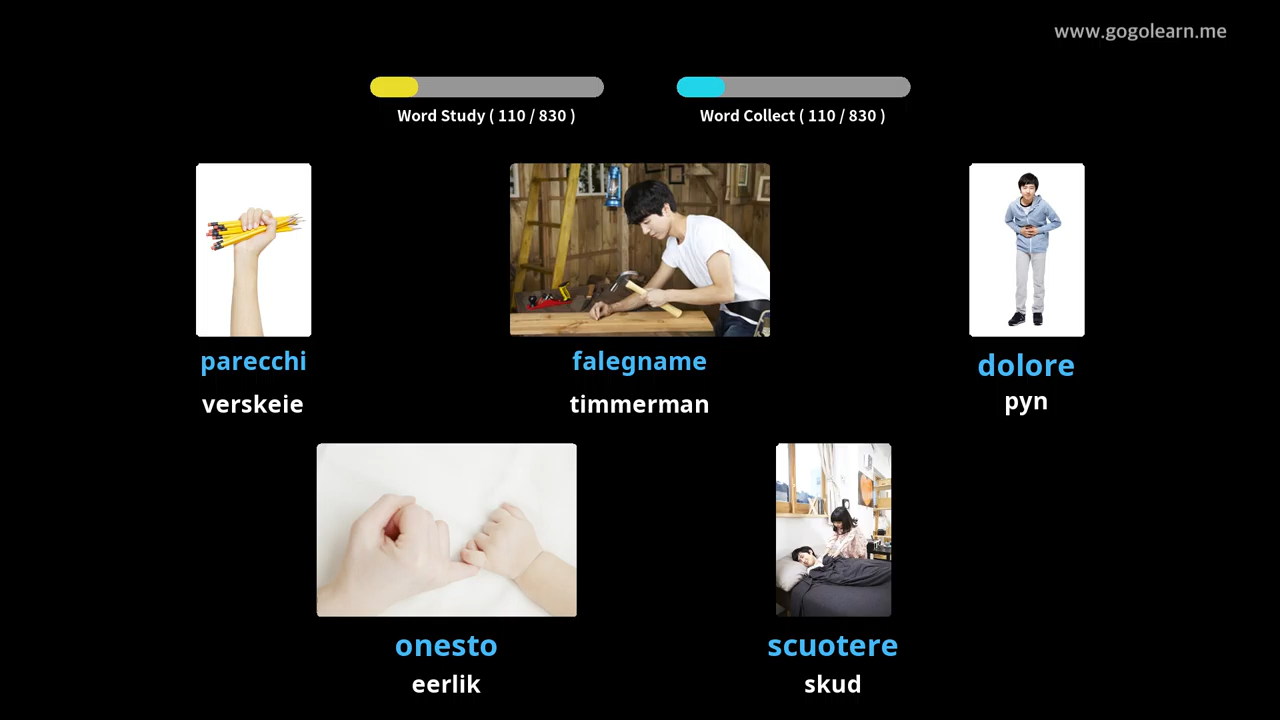 www.gogolearn.me
Word Study ( 110 / 830 )
Word Collect ( 110 / 830 )
parecchi
verskeie
falegname
timmerman
dolore
pyn
onesto
eerlik
scuotere
skud